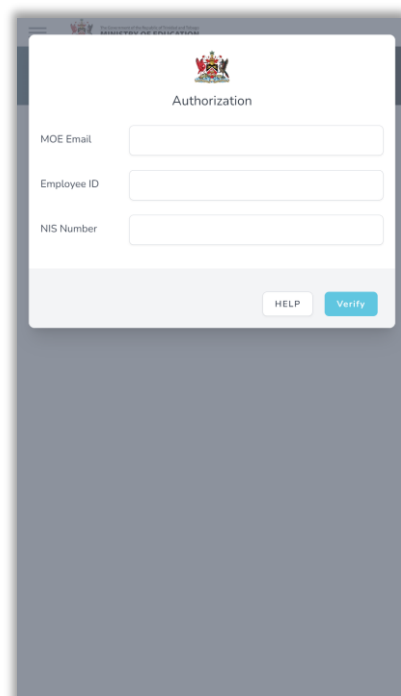 MINISTRY OF EDUCATION
Authorization
MOE Email
Employee ID
NIS Number
HELP
Verify